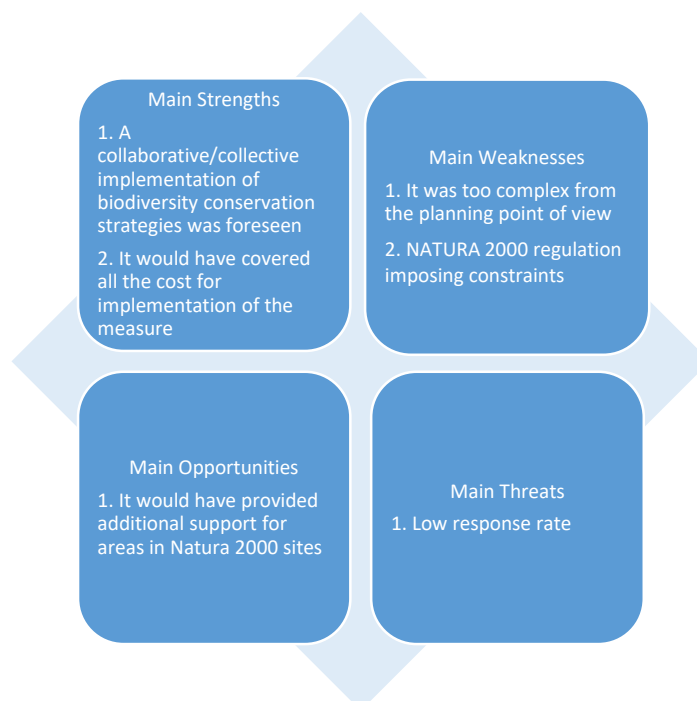 Main Strengths
1. A
collaborative/collective
implementation of
biodiversity conservation
strategies was foreseen
2. It would have covered
all the cost for
implementation of the
measure
Main Weaknesses
1. It was too complex from
the planning point of view
2. NATURA 2000 regulation
imposing constraints
Main Opportunities
1. It would have provided
additional support for
areas in Natura 2000 sites
Main Threats
1. Low response rate